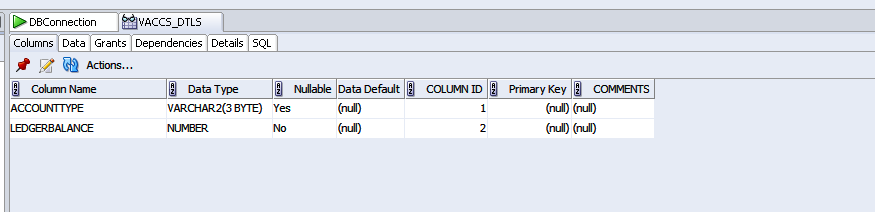 DBConnection VACCS_DTLS
Columns Data Grants Dependencies Details SQL
Actions...
Column Name Data Type Nullable Data Default COLUMN ID Primary Key COMMENTS
ACCOUNTTYPE VARCHAR2(3 BYTE) Yes (null) 1 (null) (null)
LEDGERBALANCE NUMBER No (null) 2 (null) (null)